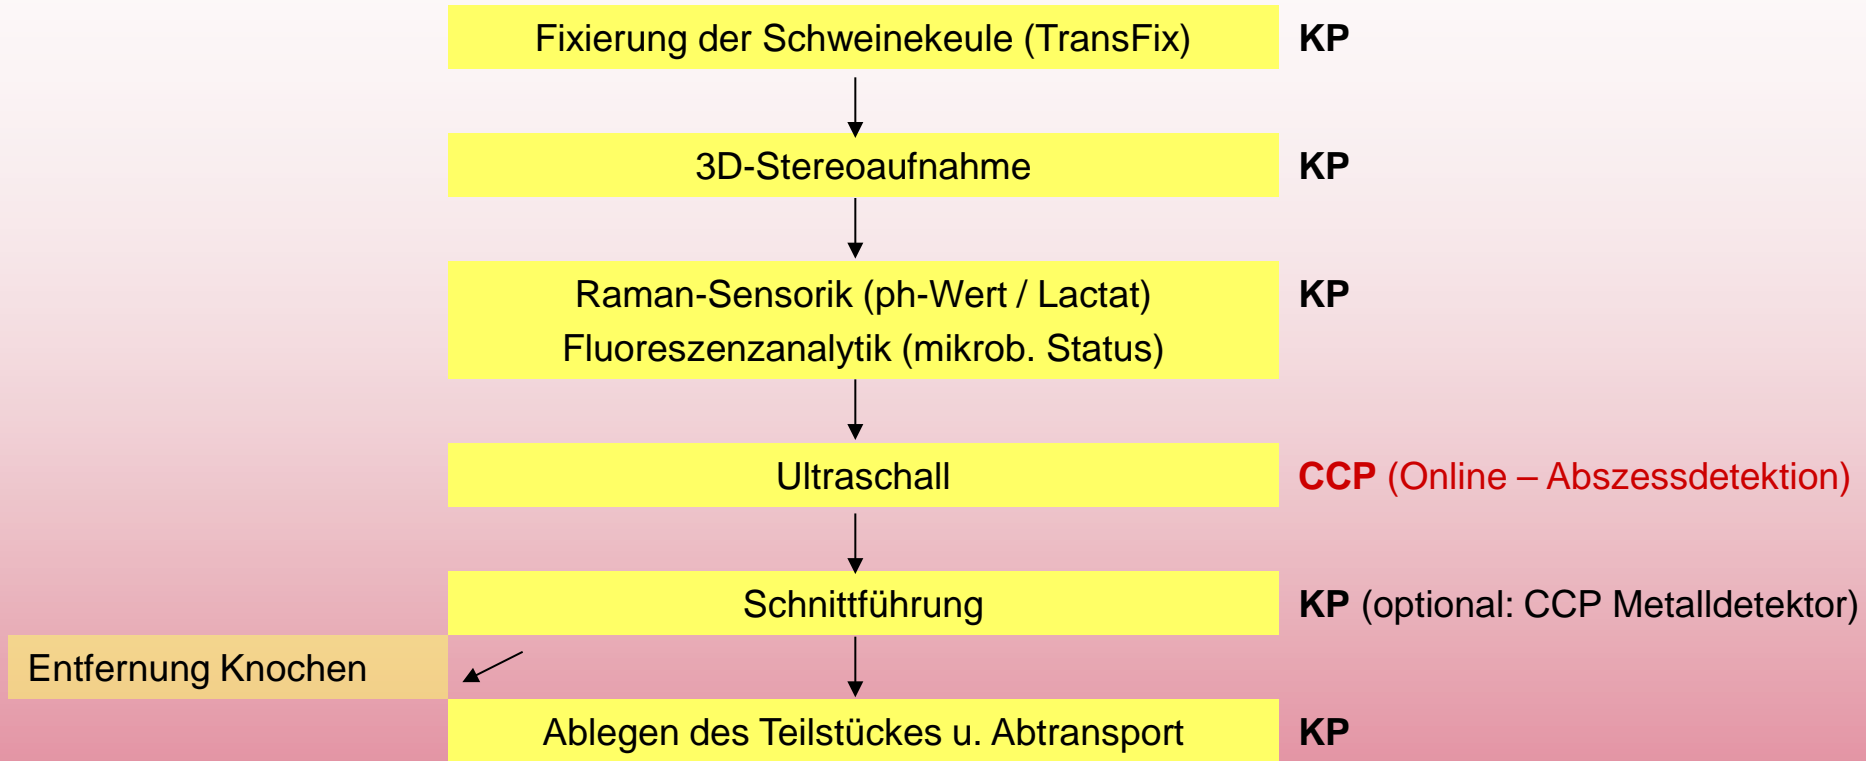 Fixierung der Schweinekeule (TransFix) KP
3D-Stereoaufnahme KP
Raman-Sensorik (ph-Wert / Lactat) KP
Fluoreszenzanalytik (mikrob. Status)
Ultraschall CCP (Online – Abszessdetektion)
Schnittführung KP (optional: CCP Metalldetektor)
Entfernung Knochen
Ablegen des Teilstückes u. Abtransport KP